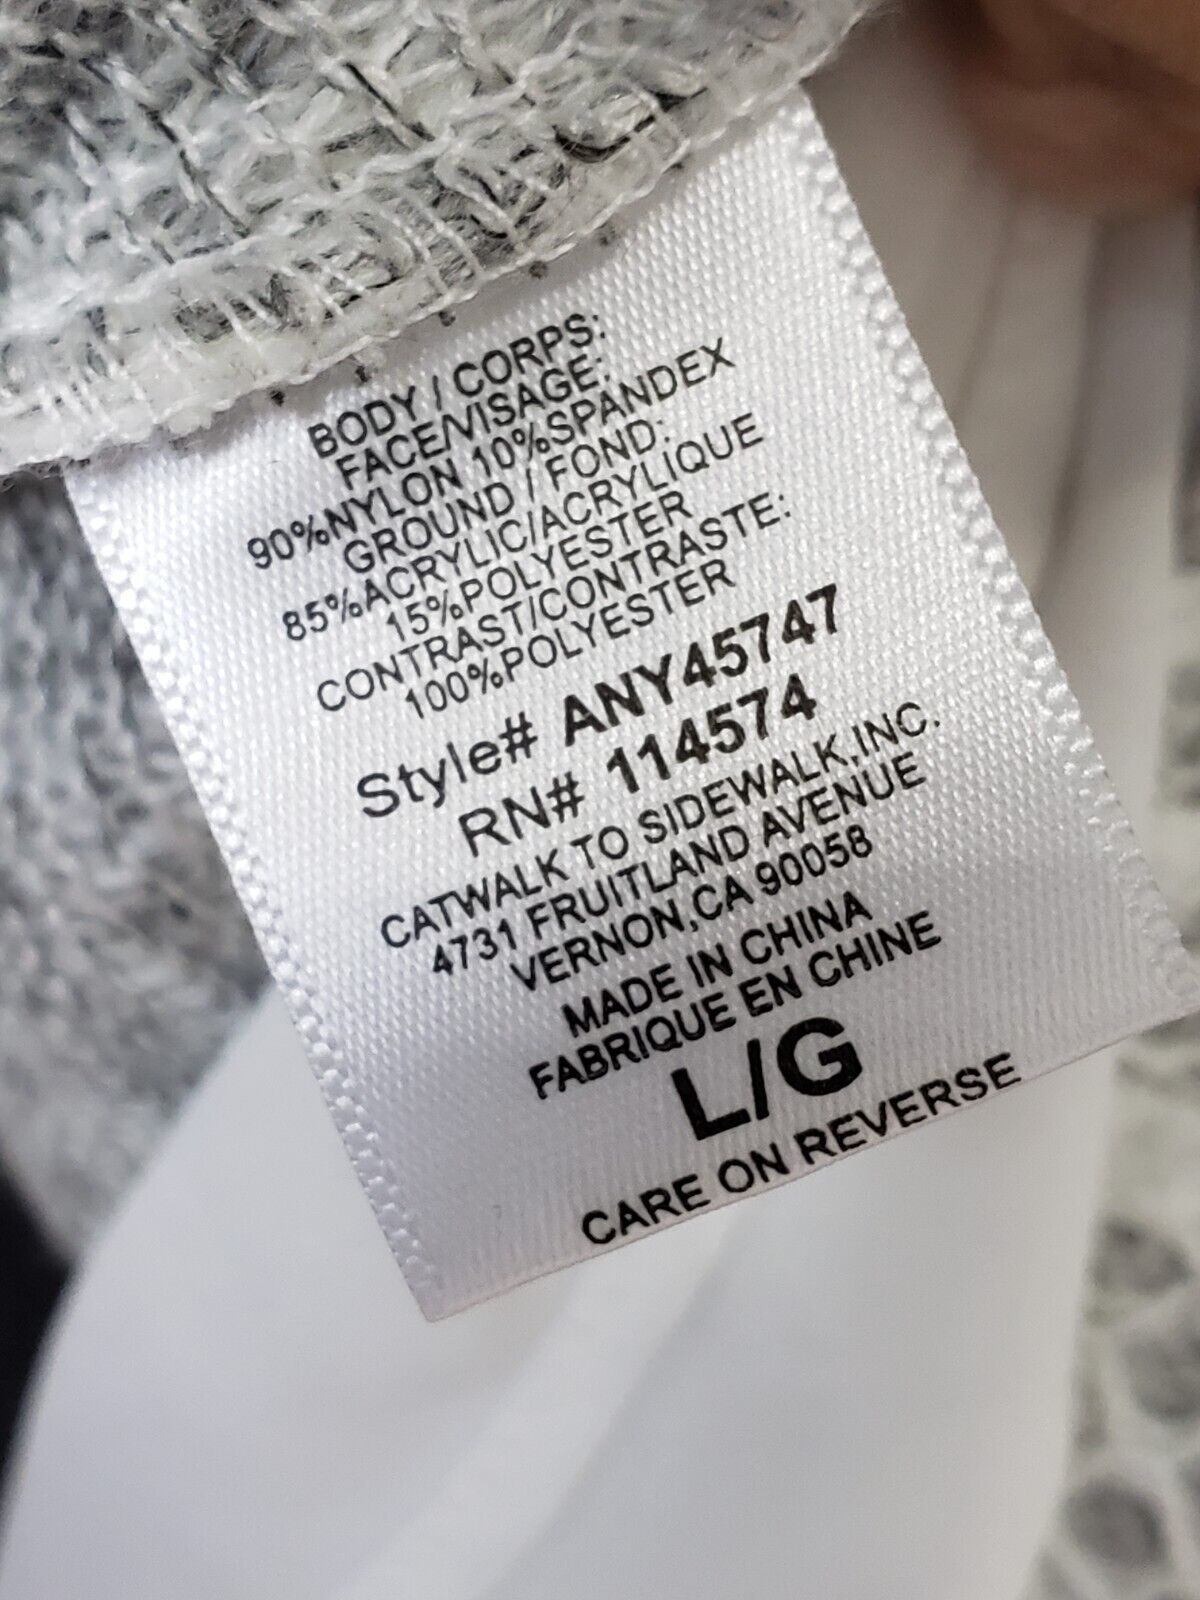 BODY / CORPS:
FACE/VISAGE:
90%NYLON 10%SPANDEX
GROUND / FOND:
85%ACRYLIC/ACRYLIQUE
15%POLYESTER
CONTRAST/CONTRASTE:
100%POLYESTER
Style# ANY45747
RN# 114574
CATWALK TO SIDEWALK,INC.
4731 FRUITLAND AVENUE
VERNON,CA 90058
MADE IN CHINA
FABRIQUE EN CHINE
L/G
CARE ON REVERSE